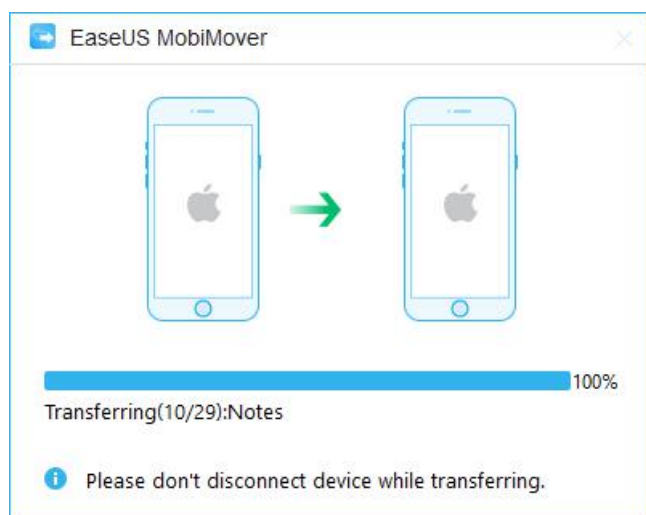 EaseUS MobiMover
100%
Transferring(10/29):Notes
Please don't disconnect device while transferring.